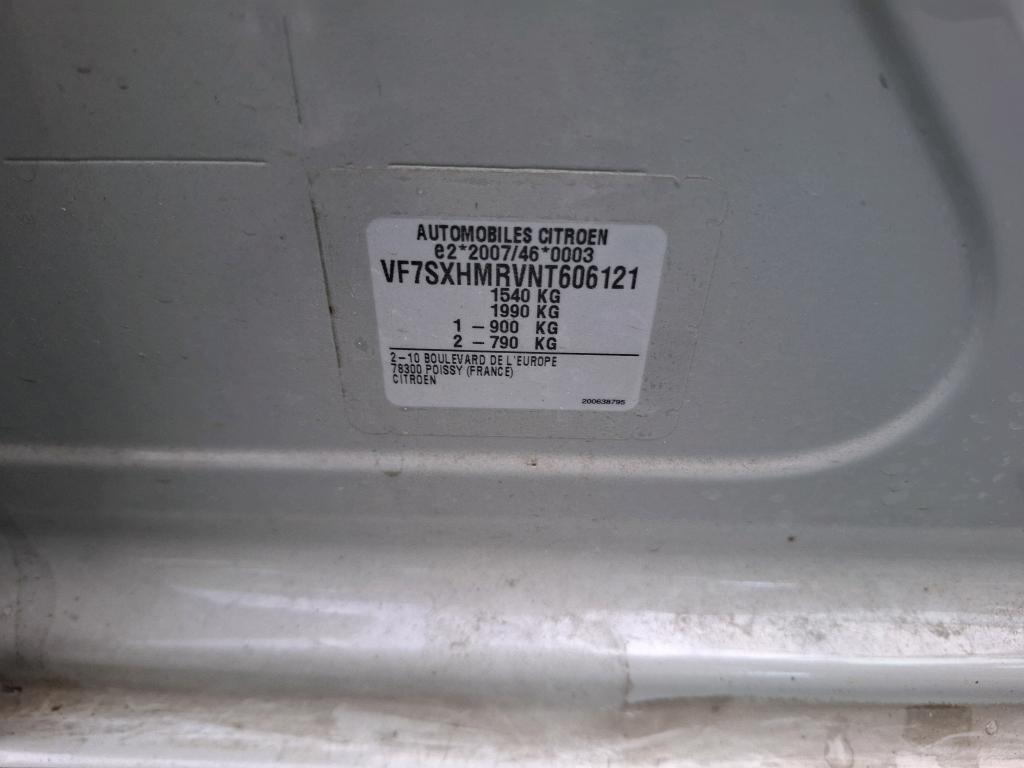 AUTOMOBILES CITROEN
e2*2007/46*0003
VF7SXHMRVNT606121
1540 KG
1990 KG
1 - 900 KG
2 - 790 KG
2-10 BOULEVARD DE L'EUROPE
78300 POISSY (FRANCE)
CITROEN
200638795